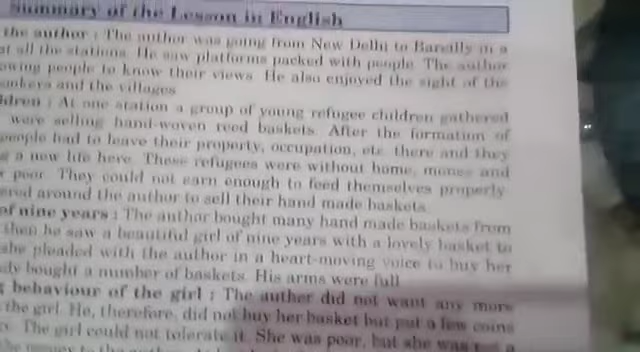 Summary of the Lesson in English
the author : The author was going from New Delhi to Bareilly in a
at all the stations. He saw platforms packed with people. The author
owing people to know their views. He also enjoyed the sight of the
and the villages
ldren : At one station a group of young refugee children gathered
were selling hand-woven reed baskets. After the formation of
people had to leave their property, occupation, etc. there and they
g a new life here. These refugees were without home, money and
poor. They could not earn enough to feed themselves properly
ered around the author to sell their hand made baskets.
of nine years : The author bought many hand made baskets from
then he saw a beautiful girl of nine years with a lovely basket to
she pleaded with the author in a heart-moving voice to buy her
dy bought a number of baskets. His arms were full
behaviour of the girl : The author did not want any more
the girl. He, therefore, did not buy her basket but put a few coins
The girl could not tolerate it. She was poor, but she was not a
he money to the